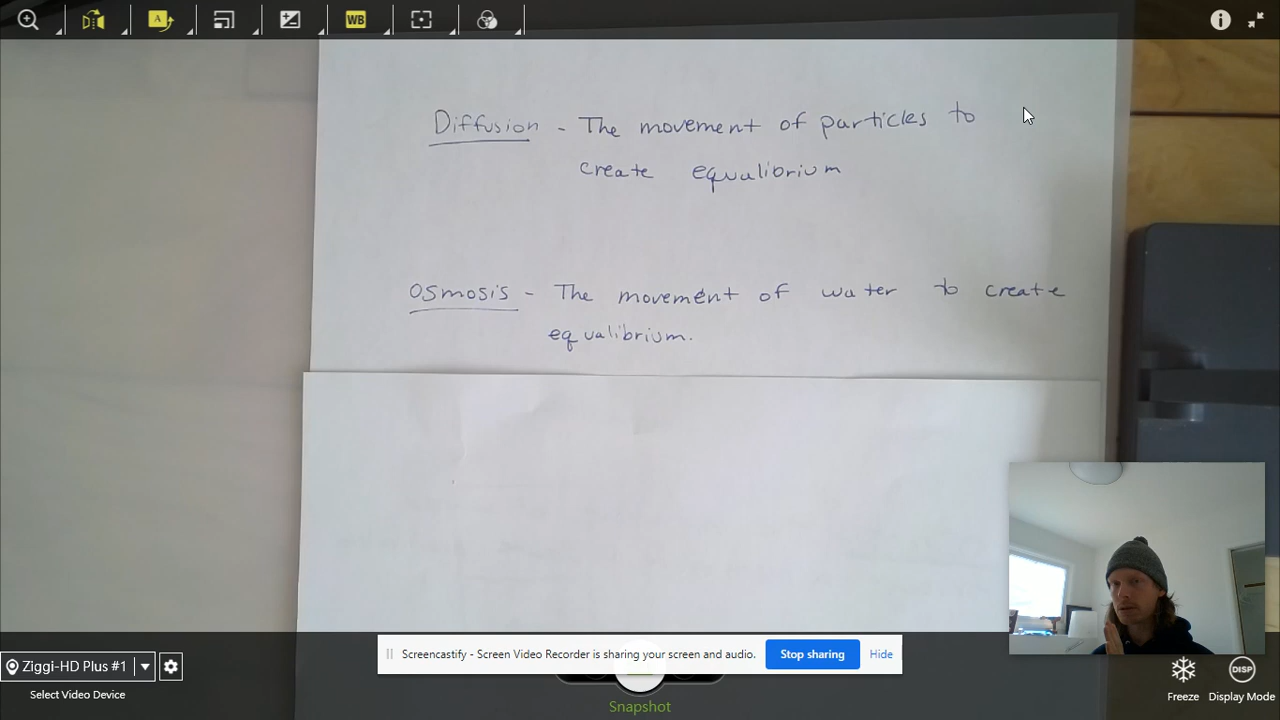 A
WB
i
Diffusion - The movement of particles to
create equalibrium
Osmosis - The movement of water to create
equalibrium.
Screencastify - Screen Video Recorder is sharing your screen and audio.
Stop sharing
Hide
Ziggi-HD Plus #1
Select Video Device
Snapshot
Freeze
DISP
Display Mode